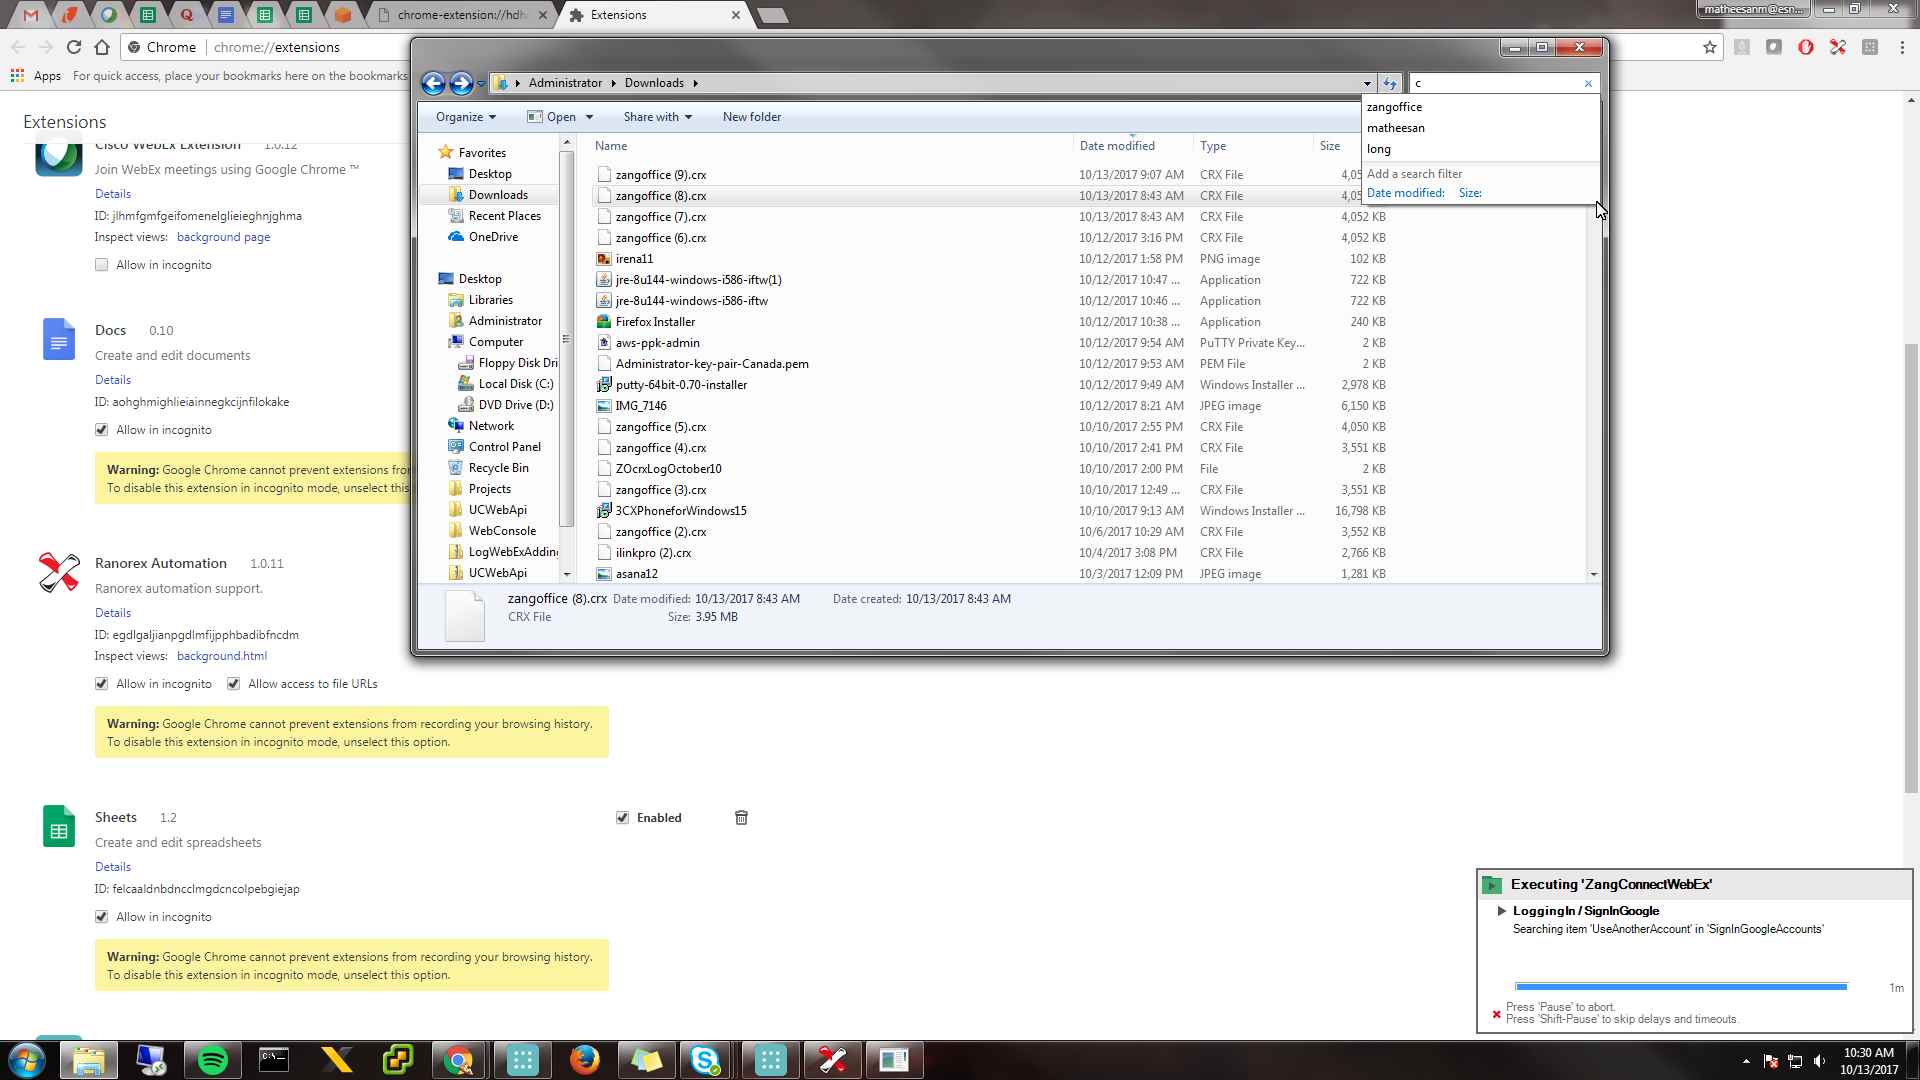 chrome-extension://hdh
Extensions
matheesanm@esn...
Chrome
chrome://extensions
Apps
For quick access, place your bookmarks here on the bookmarks
Extensions
Cisco WebEx Extension 1.0.12
Join WebEx meetings using Google Chrome ™
Details
ID: jlhmfgmfgeifomenelglieieghnjghma
Inspect views: background page
Allow in incognito
Docs 0.10
Create and edit documents
Details
ID: aohghmighlieiainnegkcijnfilokake
Allow in incognito
Warning: Google Chrome cannot prevent extensions from
To disable this extension in incognito mode, unselect this
Ranorex Automation 1.0.11
Ranorex automation support.
Details
ID: egdlgaljianpgdlmfijpphbadibfncdm
Inspect views: background.html
Allow in incognito Allow access to file URLs
Warning: Google Chrome cannot prevent extensions from recording your browsing history.
To disable this extension in incognito mode, unselect this option.
Sheets 1.2
Enabled
Create and edit spreadsheets
Details
ID: felcaaldnbdncclmgdcncolpebgiejap
Allow in incognito
Warning: Google Chrome cannot prevent extensions from recording your browsing history.
To disable this extension in incognito mode, unselect this option.
Administrator Downloads
c
zangoffice
matheesan
long
Add a search filter
Date modified: Size:
Organize Open Share with New folder
Favorites
Desktop
Downloads
Recent Places
OneDrive
Desktop
Libraries
Administrator
Computer
Floppy Disk Dri
Local Disk (C:)
DVD Drive (D:)
Network
Control Panel
Recycle Bin
Projects
UCWebApi
WebConsole
LogWebExAddin
UCWebApi
Name Date modified Type Size
zangoffice (9).crx 10/13/2017 9:07 AM CRX File 4,05
zangoffice (8).crx 10/13/2017 8:43 AM CRX File 4,05
zangoffice (7).crx 10/13/2017 8:43 AM CRX File 4,052 KB
zangoffice (6).crx 10/12/2017 3:16 PM CRX File 4,052 KB
irena11 10/12/2017 1:58 PM PNG image 102 KB
jre-8u144-windows-i586-iftw(1) 10/12/2017 10:47 ... Application 722 KB
jre-8u144-windows-i586-iftw 10/12/2017 10:46 ... Application 722 KB
Firefox Installer 10/12/2017 10:38 ... Application 240 KB
aws-ppk-admin 10/12/2017 9:54 AM PuTTY Private Key... 2 KB
Administrator-key-pair-Canada.pem 10/12/2017 9:53 AM PEM File 2 KB
putty-64bit-0.70-installer 10/12/2017 9:49 AM Windows Installer ... 2,978 KB
IMG_7146 10/12/2017 8:21 AM JPEG image 6,150 KB
zangoffice (5).crx 10/10/2017 2:55 PM CRX File 4,050 KB
zangoffice (4).crx 10/10/2017 2:41 PM CRX File 3,551 KB
ZOcrxLogOctober10 10/10/2017 2:00 PM File 2 KB
zangoffice (3).crx 10/10/2017 12:49 ... CRX File 3,551 KB
3CXPhoneforWindows15 10/10/2017 9:13 AM Windows Installer ... 16,798 KB
zangoffice (2).crx 10/6/2017 10:29 AM CRX File 3,552 KB
ilinkpro (2).crx 10/4/2017 3:08 PM CRX File 2,766 KB
asana12 10/3/2017 12:09 PM JPEG image 1,281 KB
zangoffice (8).crx Date modified: 10/13/2017 8:43 AM Date created: 10/13/2017 8:43 AM
CRX File Size: 3.95 MB
Executing 'ZangConnectWebEx'
LoggingIn / SignInGoogle
Searching item 'UseAnotherAccount' in 'SignInGoogleAccounts'
1m
Press 'Pause' to abort.
Press 'Shift-Pause' to skip delays and timeouts.
10:30 AM
10/13/2017